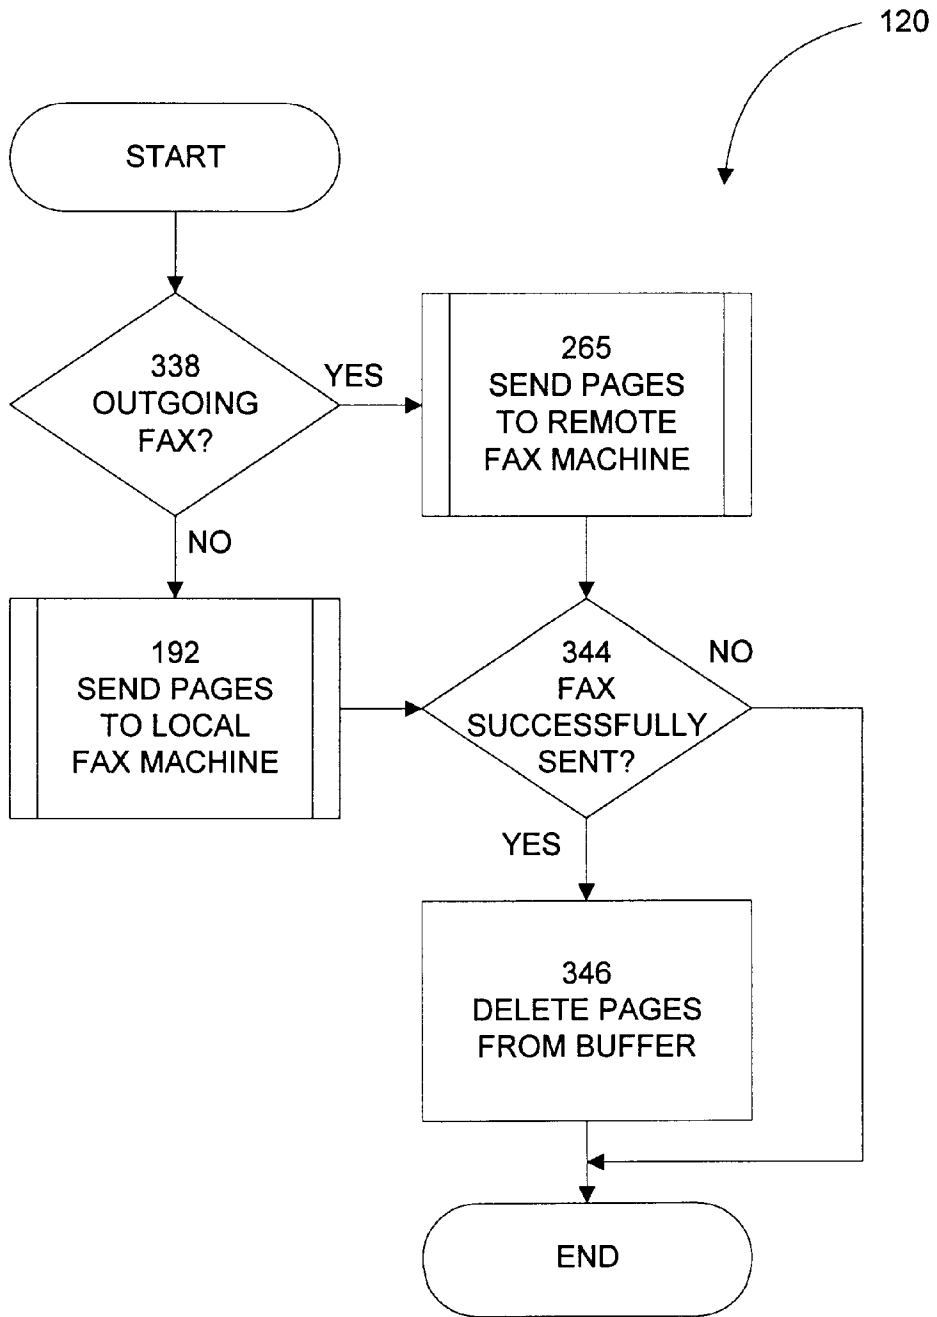 120
START
338
OUTGOING
FAX?
YES
265
SEND PAGES
TO REMOTE
FAX MACHINE
NO
192
SEND PAGES
TO LOCAL
FAX MACHINE
344
FAX
SUCCESSFULLY
SENT?
NO
YES
346
DELETE PAGES
FROM BUFFER
END